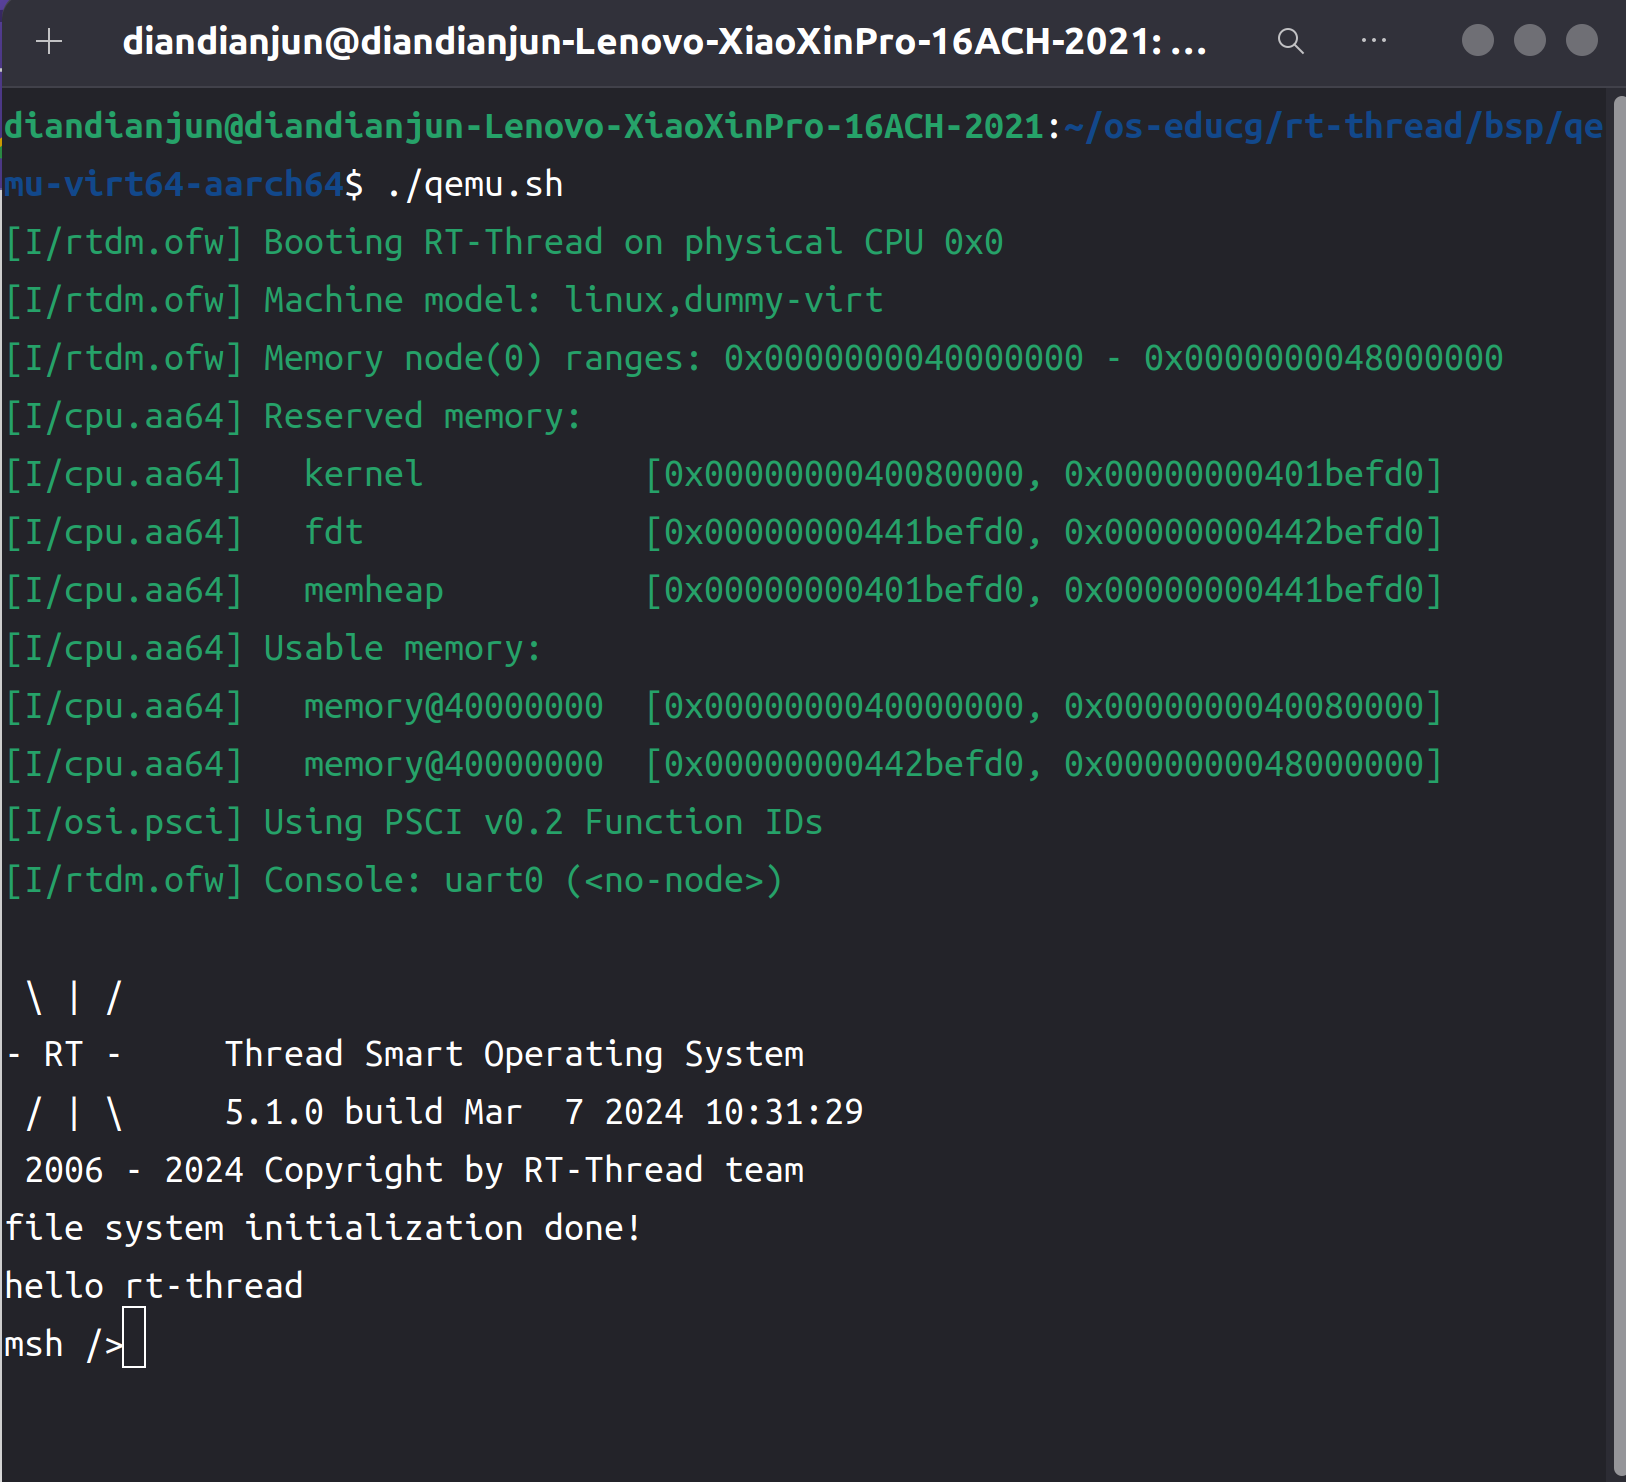 diandianjun@diandianjun-Lenovo-XiaoXinPro-16ACH-2021: ...
diandianjun@diandianjun-Lenovo-XiaoXinPro-16ACH-2021:~/os-educg/rt-thread/bsp/qe
mu-virt64-aarch64$ ./qemu.sh
[I/rtdm.ofw] Booting RT-Thread on physical CPU 0x0
[I/rtdm.ofw] Machine model: linux,dummy-virt
[I/rtdm.ofw] Memory node(0) ranges: 0x0000000040000000 - 0x0000000048000000
[I/cpu.aa64] Reserved memory:
[I/cpu.aa64]   kernel           [0x0000000040080000, 0x00000000401befd0]
[I/cpu.aa64]   fdt              [0x00000000441befd0, 0x00000000442befd0]
[I/cpu.aa64]   memheap          [0x00000000401befd0, 0x00000000441befd0]
[I/cpu.aa64] Usable memory:
[I/cpu.aa64]   memory@40000000  [0x0000000040000000, 0x0000000040080000]
[I/cpu.aa64]   memory@40000000  [0x00000000442befd0, 0x0000000048000000]
[I/osi.psci] Using PSCI v0.2 Function IDs
[I/rtdm.ofw] Console: uart0 (<no-node>)
 \ | /
- RT -     Thread Smart Operating System
 / | \     5.1.0 build Mar  7 2024 10:31:29
 2006 - 2024 Copyright by RT-Thread team
file system initialization done!
hello rt-thread
msh />